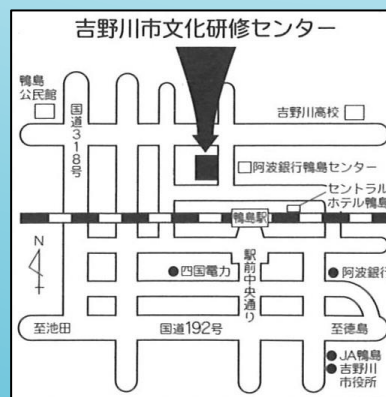 吉野川市文化研修センター
鴨島
公民館
国道318号
吉野川高校
阿波銀行鴨島センター
セントラル
ホテル鴨島
鴨島駅
N
駅前中央通り
四国電力
阿波銀行
至池田
国道192号
至徳島
JA鴨島
吉野川
市役所